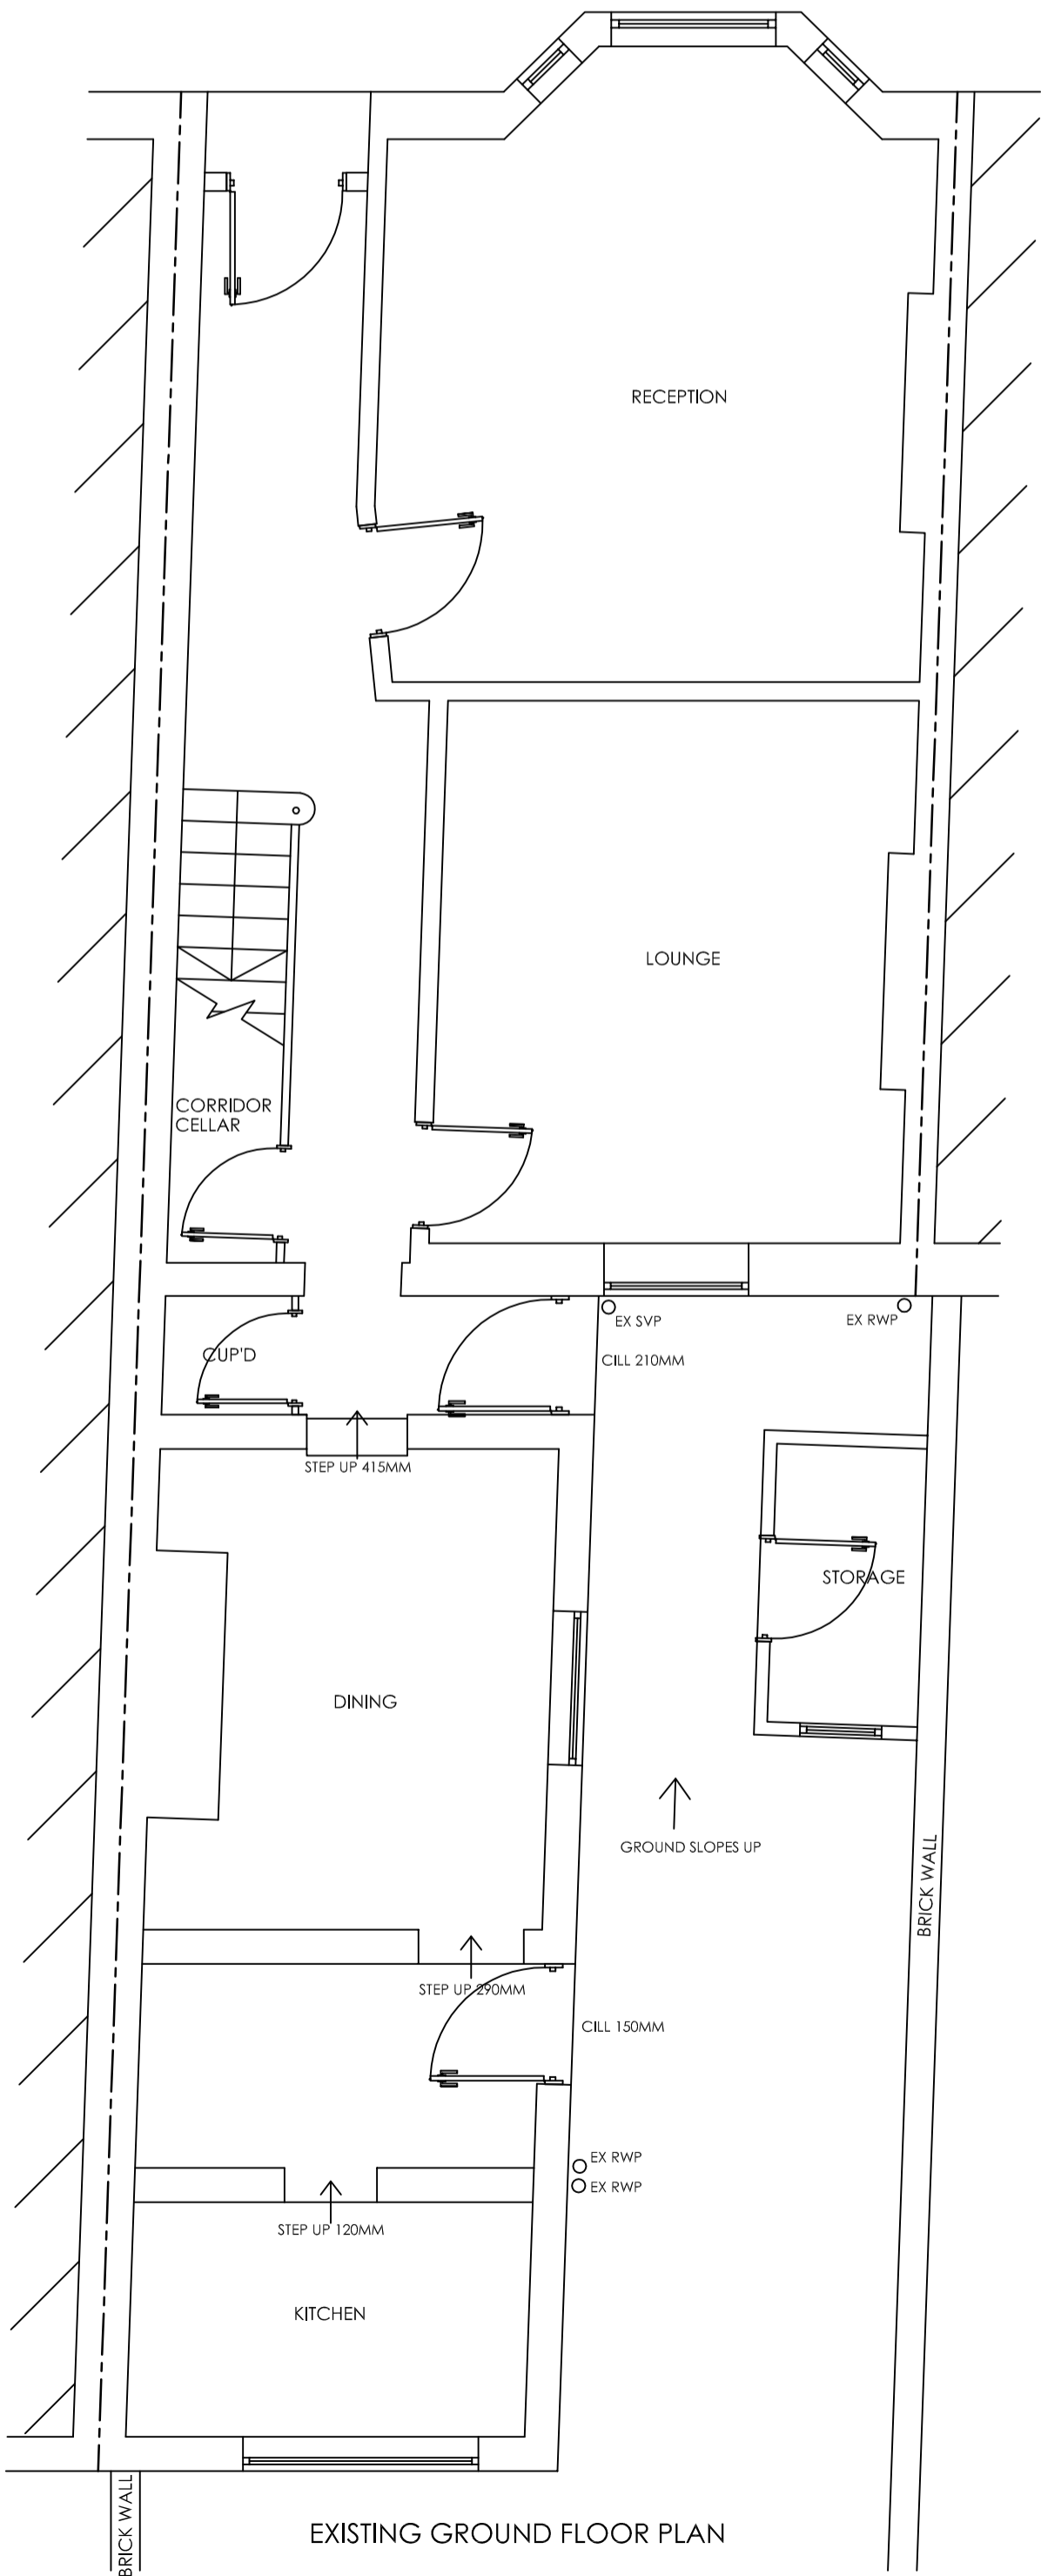 RECEPTION
LOUNGE
CORRIDOR
CELLAR
EX SVP
EX RWP
CUP'D
CILL 210MM
STEP UP 415MM
STORAGE
DINING
GROUND SLOPES UP
BRICK WALL
STEP UP 290MM
CILL 150MM
EX RWP
EX RWP
STEP UP 120MM
KITCHEN
BRICK WALL
EXISTING GROUND FLOOR PLAN